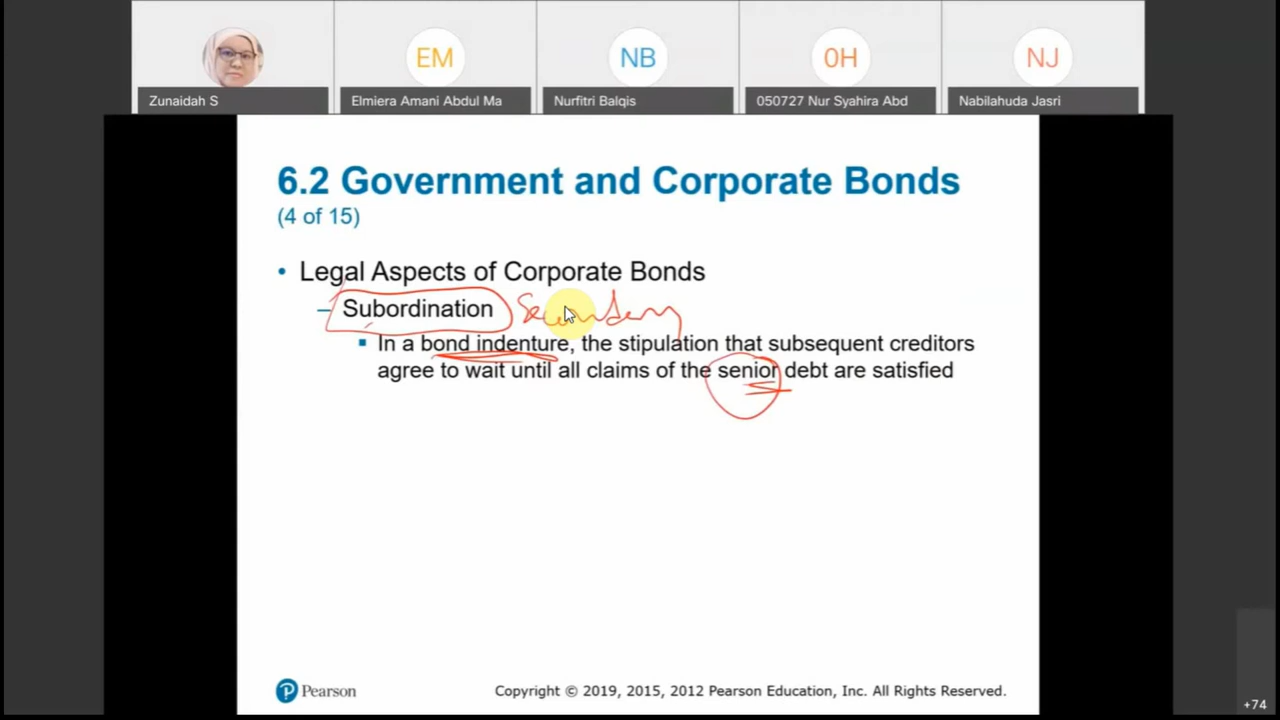 EM
NB
0H
NJ
Zunaidah S
Elmiera Amani Abdul Ma
Nurfitri Balqis
050727 Nur Syahira Abd
Nabilahuda Jasri
6.2 Government and Corporate Bonds
(4 of 15)
• Legal Aspects of Corporate Bonds
– Subordination Secondary
▪ In a bond indenture, the stipulation that subsequent creditors
agree to wait until all claims of the senior debt are satisfied
P Pearson
Copyright © 2019, 2015, 2012 Pearson Education, Inc. All Rights Reserved.
+74